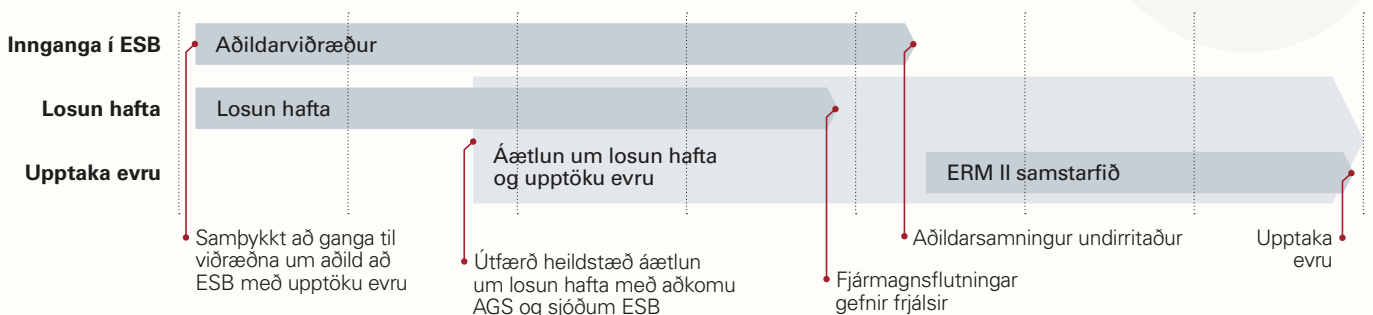 Innganga í ESB
Aðildarviðræður
Losun hafta
Losun hafta
Upptaka evru
Áætlun um losun hafta
og upptöku evru
ERM II samstarfið
Samþykkt að ganga til
viðræðna um aðild að
ESB með upptöku evru
Útfærð heildstæð áætlun
um losun hafta með aðkomu
AGS og sjóðum ESB
Fjármagnsflutningar
gefnir frjálsir
Aðildarsamningur undirritaður
Upptaka
evru